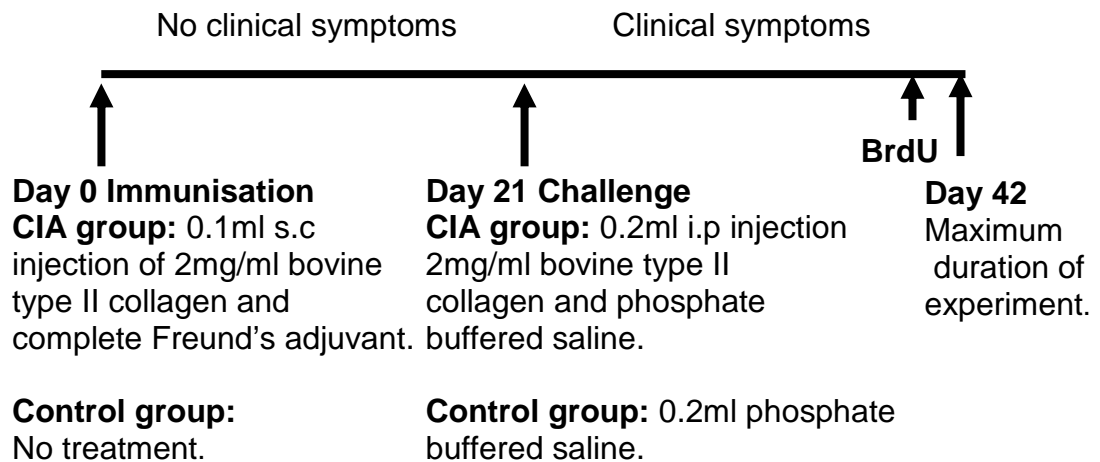 No clinical symptoms
Clinical symptoms
BrdU
Day 0 Immunisation
CIA group: 0.1ml s.c
injection of 2mg/ml bovine
type II collagen and
complete Freund's adjuvant.
Control group:
No treatment.
Day 21 Challenge
CIA group: 0.2ml i.p injection
2mg/ml bovine type II
collagen and phosphate
buffered saline.
Control group: 0.2ml phosphate
buffered saline.
Day 42
Maximum
duration of
experiment.